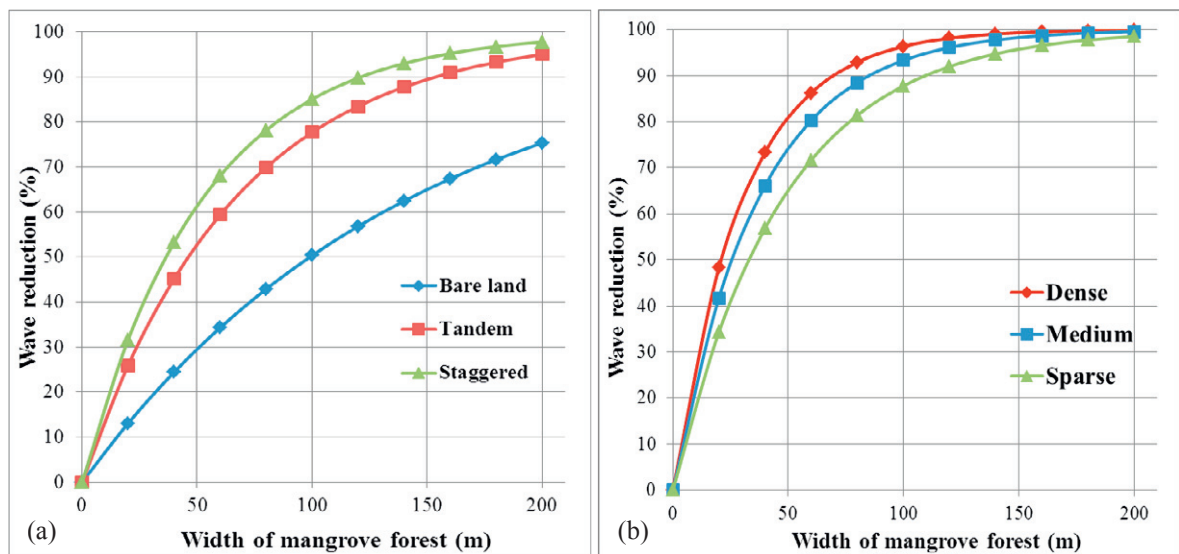 100
90
80
70
60
50
40
30
20
10
0
Wave reduction (%)
Bare land
Tandem
Staggered
0 50 100 150 200
Width of mangrove forest (m)
(a)
100
90
80
70
60
50
40
30
20
10
0
Wave reduction (%)
Dense
Medium
Sparse
0 50 100 150 200
Width of mangrove forest (m)
(b)